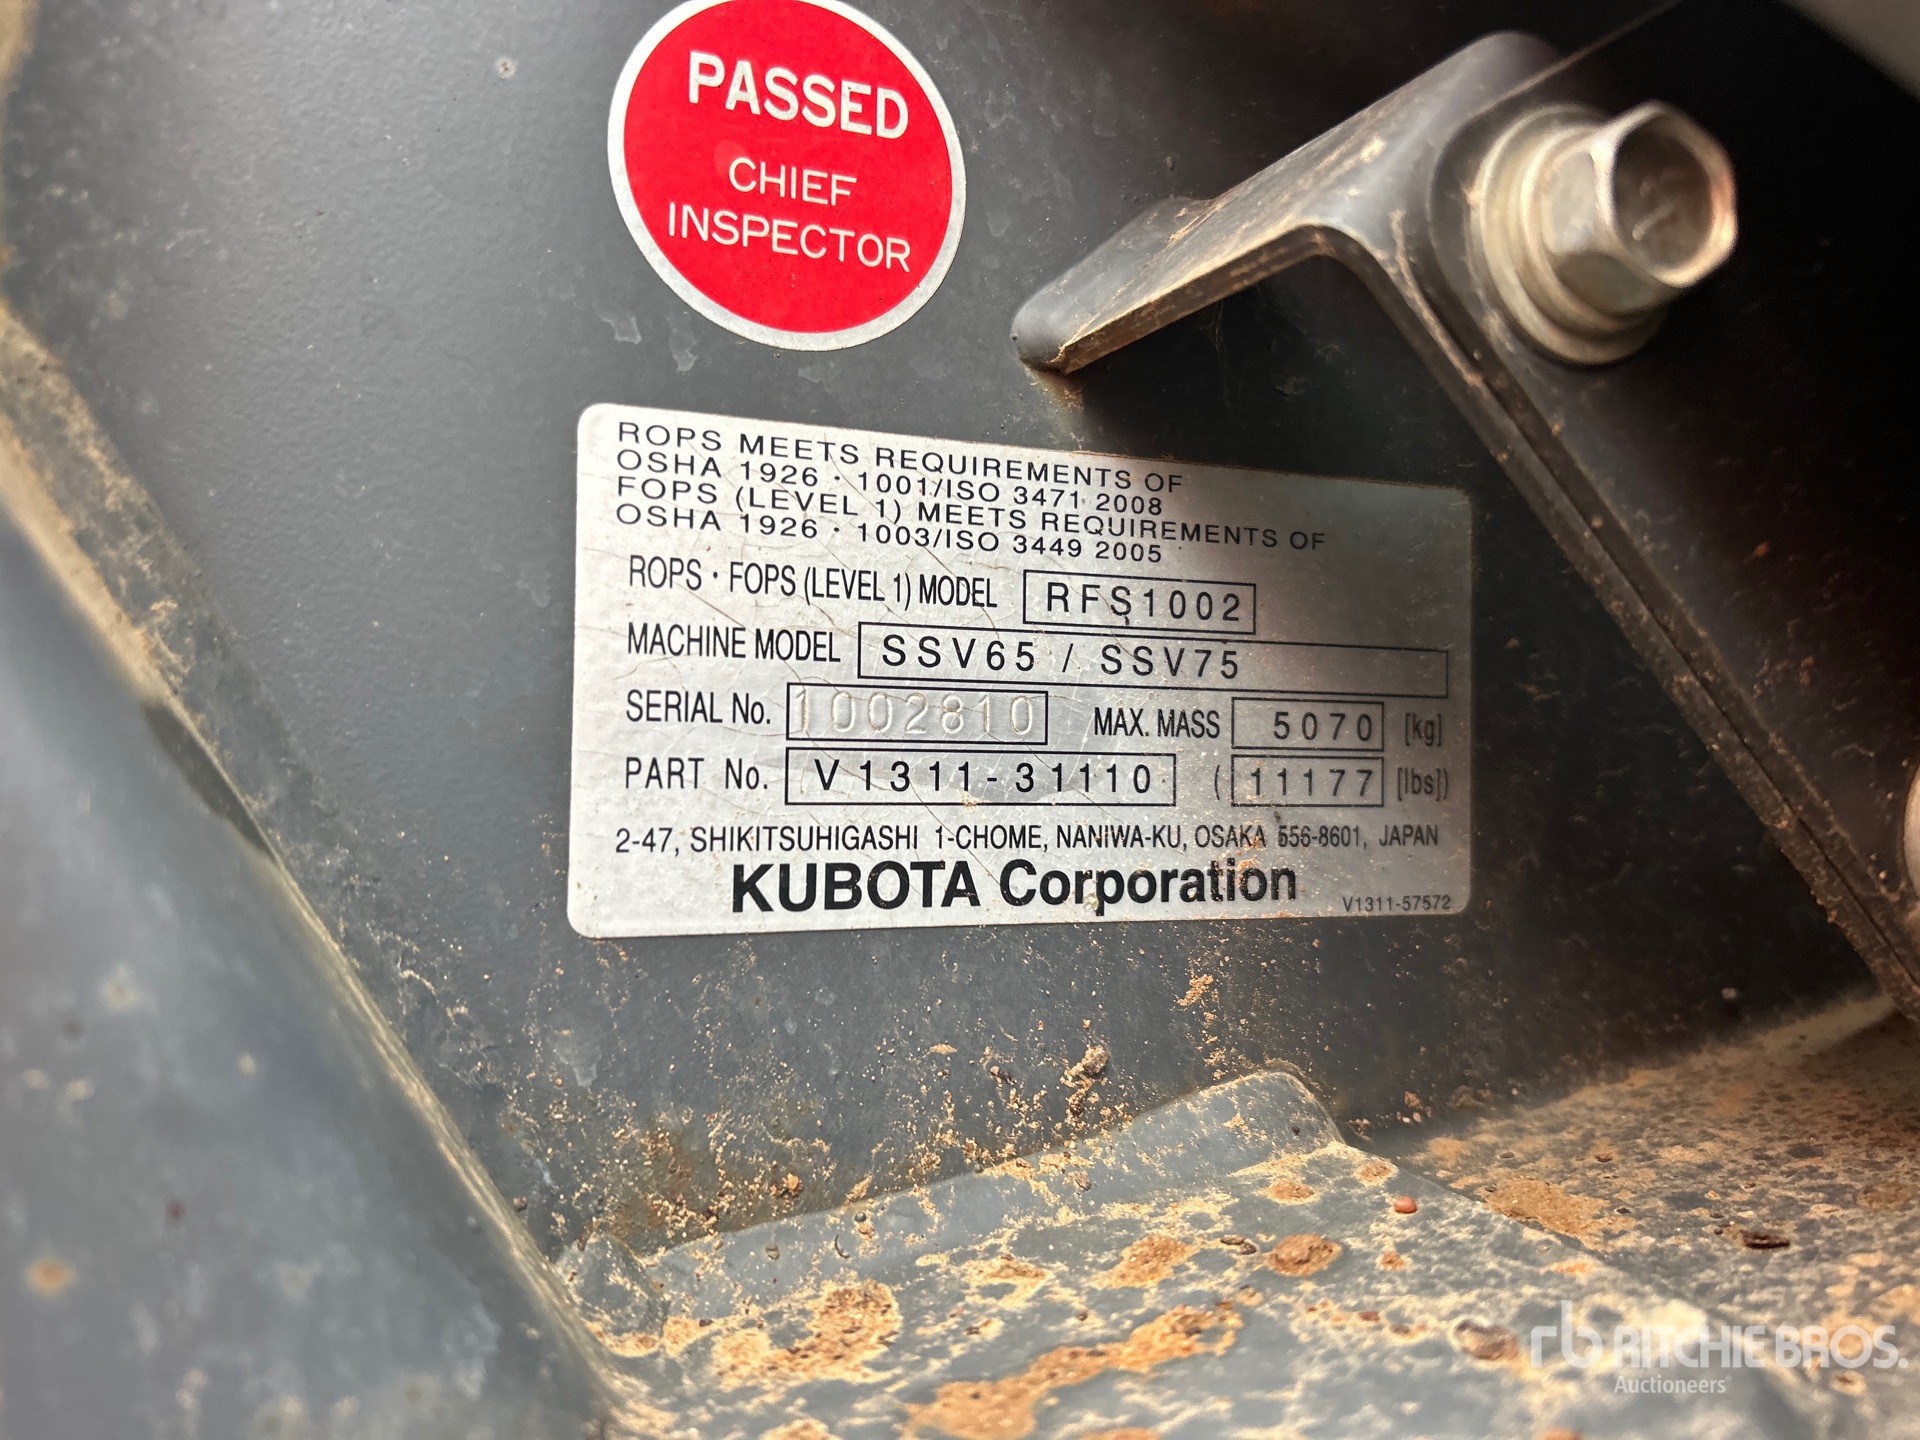 PASSED
CHIEF
INSPECTOR
ROPS MEETS REQUIREMENTS OF
OSHA 1926 · 1001/ISO 3471 2008
FOPS (LEVEL 1) MEETS REQUIREMENTS OF
OSHA 1926 · 1003/ISO 3449 2005
ROPS · FOPS (LEVEL 1) MODEL RFS1002
MACHINE MODEL SSV65 / SSV75
SERIAL No. 1002810 MAX. MASS 5070 [kg]
PART No. V1311-31110 (11177 [lbs])
2-47, SHIKITSUHIGASHI 1-CHOME, NANIWA-KU, OSAKA 556-8601, JAPAN
KUBOTA Corporation V1311-57572
rb RITCHIE BROS.
Auctioneers